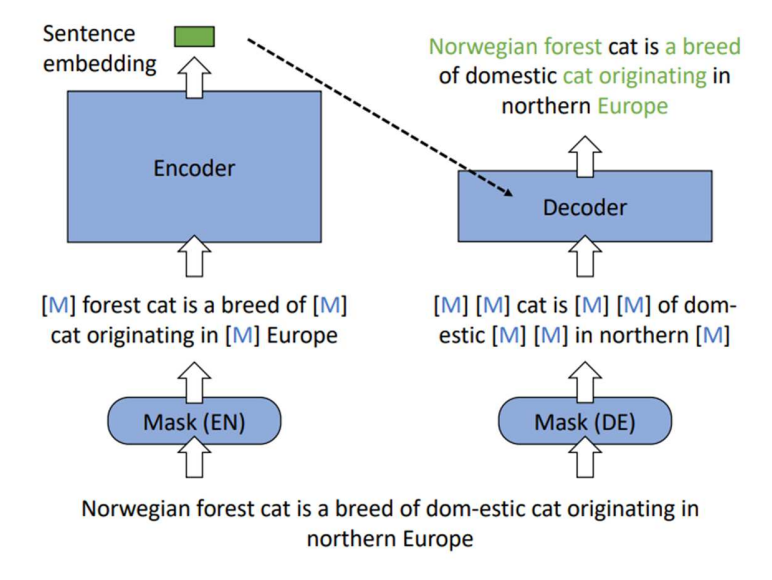 Sentence
embedding
Encoder
[M] forest cat is a breed of [M]
cat originating in [M] Europe
Mask (EN)
Norwegian forest cat is a breed
of domestic cat originating in
northern Europe
Decoder
[M] [M] cat is [M] [M] of dom-
estic [M] [M] in northern [M]
Mask (DE)
Norwegian forest cat is a breed of dom-estic cat originating in
northern Europe